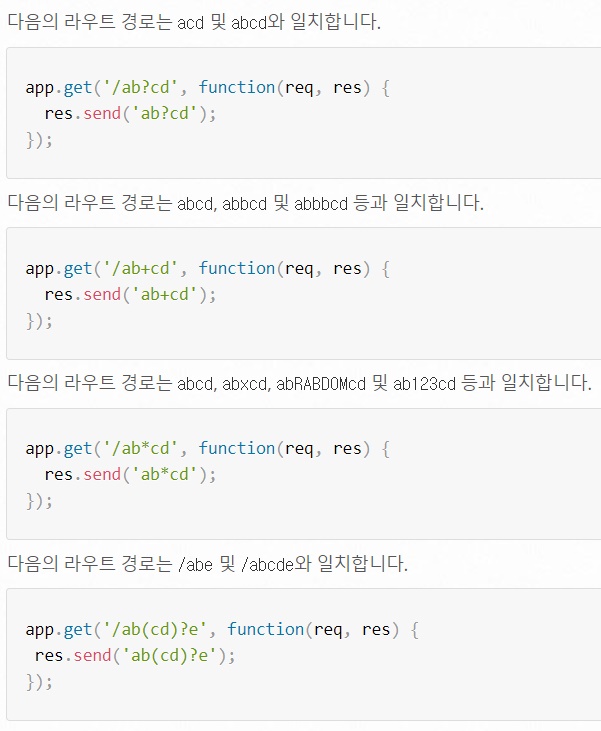 다음의 라우트 경로는 acd 및 abcd와 일치합니다.
app.get('/ab?cd', function(req, res) {
  res.send('ab?cd');
});
다음의 라우트 경로는 abcd, abbcd 및 abbbcd 등과 일치합니다.
app.get('/ab+cd', function(req, res) {
  res.send('ab+cd');
});
다음의 라우트 경로는 abcd, abxcd, abRABDOMcd 및 ab123cd 등과 일치합니다.
app.get('/ab*cd', function(req, res) {
  res.send('ab*cd');
});
다음의 라우트 경로는 /abe 및 /abcde와 일치합니다.
app.get('/ab(cd)?e', function(req, res) {
 res.send('ab(cd)?e');
});